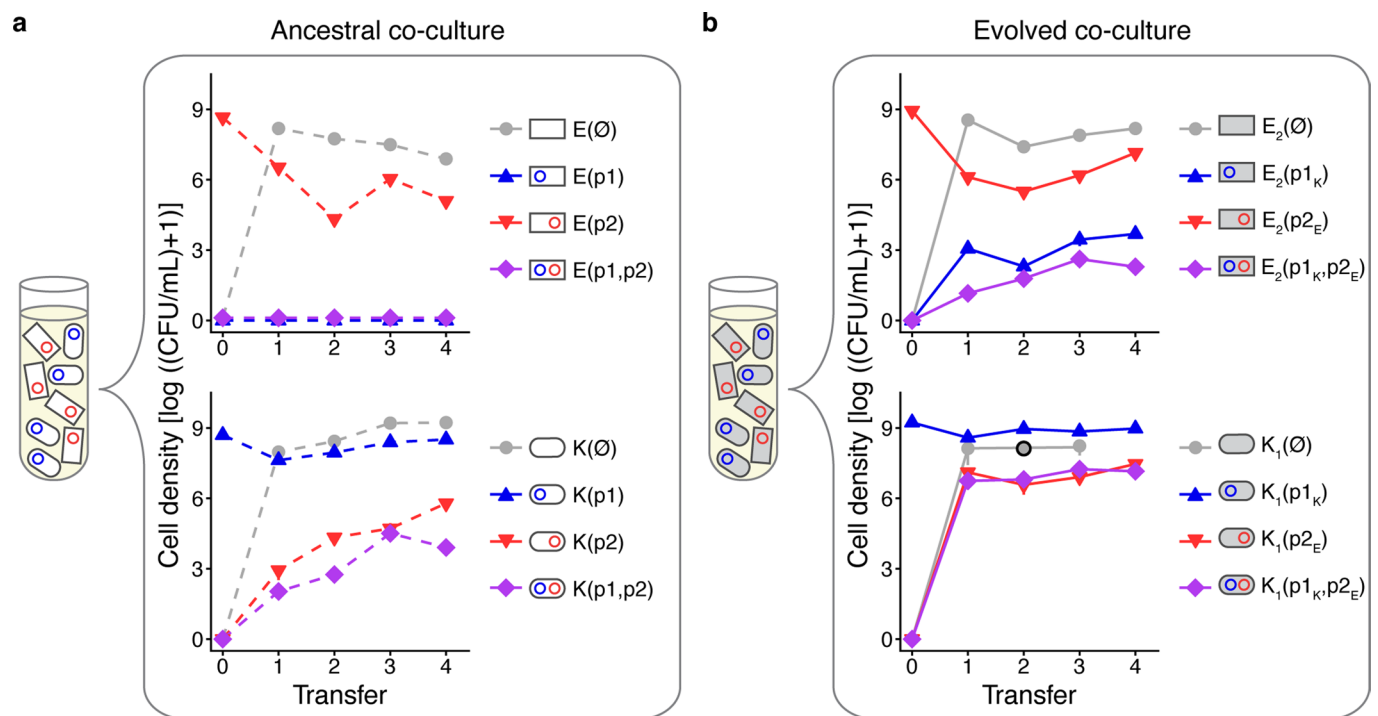 a
Ancestral co-culture
Cell density [log ((CFU/mL)+1)]
9
6
3
0
0 1 2 3 4
E(Ø)
E(p1)
E(p2)
E(p1,p2)
9
6
3
0
0 1 2 3 4
Transfer
K(Ø)
K(p1)
K(p2)
K(p1,p2)
b
Evolved co-culture
Cell density [log ((CFU/mL)+1)]
9
6
3
0
0 1 2 3 4
E₂(Ø)
E₂(p1ₖ)
E₂(p2_E)
E₂(p1ₖ,p2_E)
9
6
3
0
0 1 2 3 4
Transfer
K₁(Ø)
K₁(p1ₖ)
K₁(p2_E)
K₁(p1ₖ,p2_E)